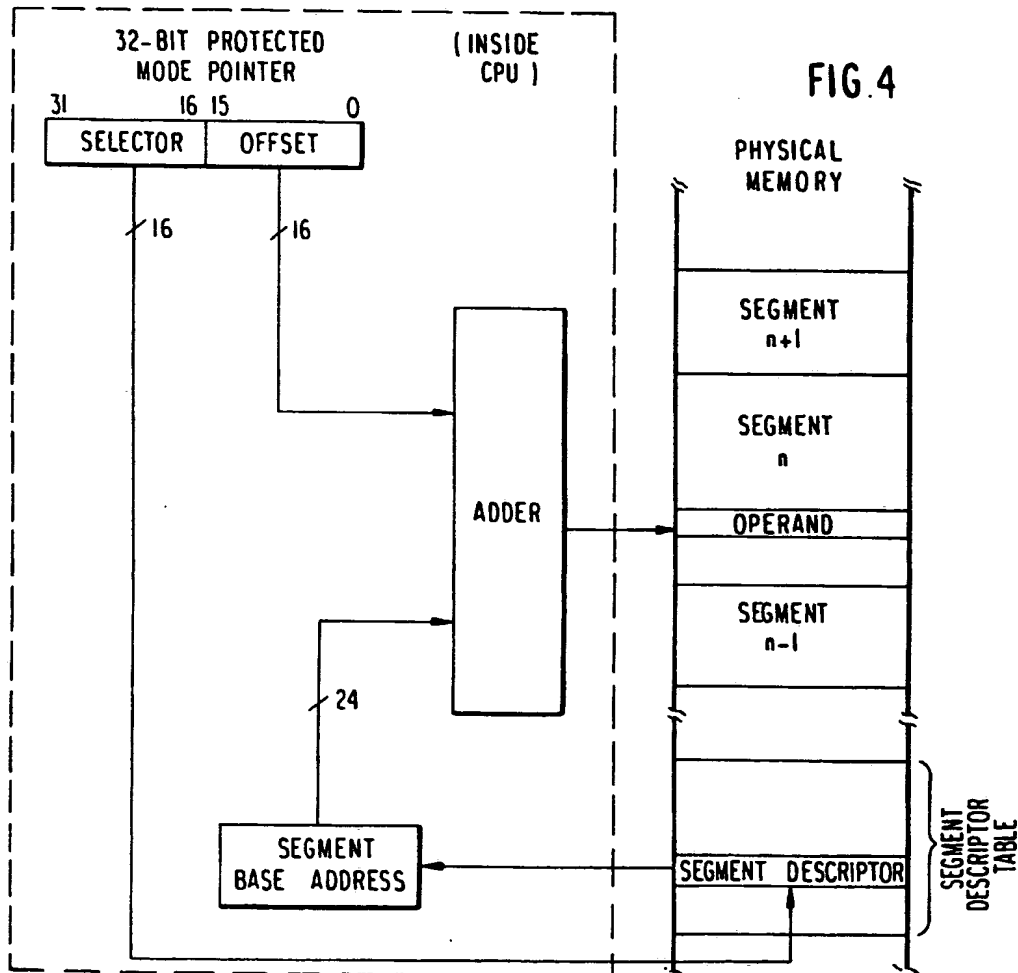 32-BIT PROTECTED
MODE POINTER
(INSIDE
CPU)
FIG.4
31 16 15 0
SELECTOR OFFSET
PHYSICAL
MEMORY
16 16
SEGMENT
n+1
SEGMENT
n
ADDER
OPERAND
SEGMENT
n-1
24
SEGMENT
BASE ADDRESS
SEGMENT DESCRIPTOR
SEGMENT
DESCRIPTOR
TABLE